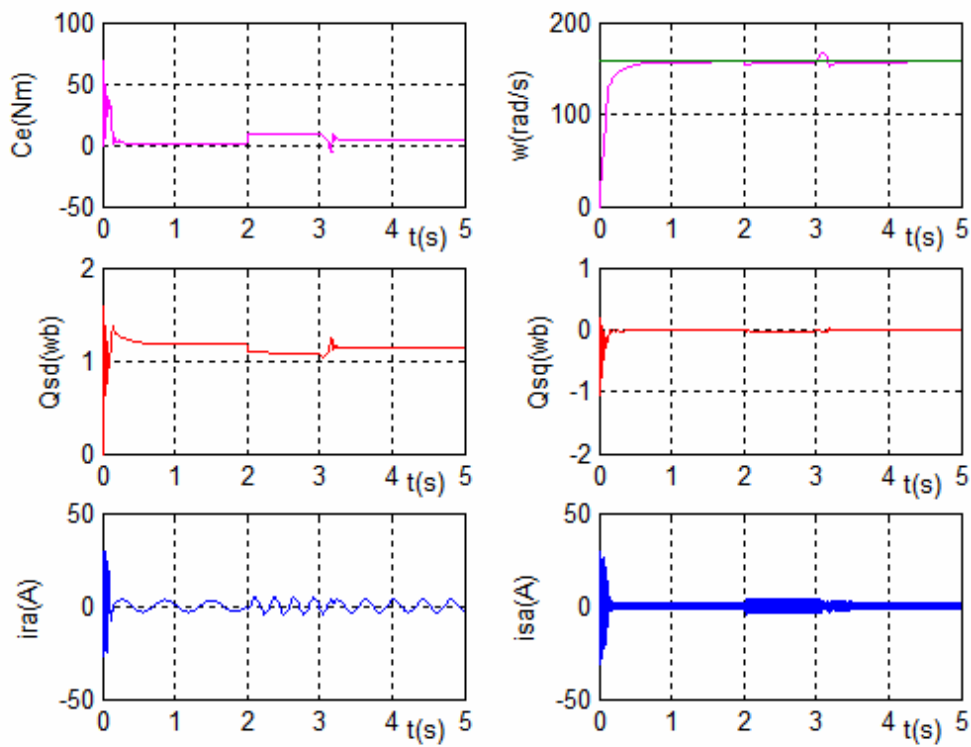 100
50
0
-50
Ce(Nm)
0 1 2 3 4 5
t(s)
200
100
0
w(rad/s)
0 1 2 3 4 5
t(s)
2
1
0
Qsd(wb)
0 1 2 3 4 5
t(s)
1
0
-1
-2
Qsq(wb)
0 1 2 3 4 5
t(s)
50
0
-50
ira(A)
0 1 2 3 4 5
t(s)
50
0
-50
isa(A)
0 1 2 3 4 5
t(s)